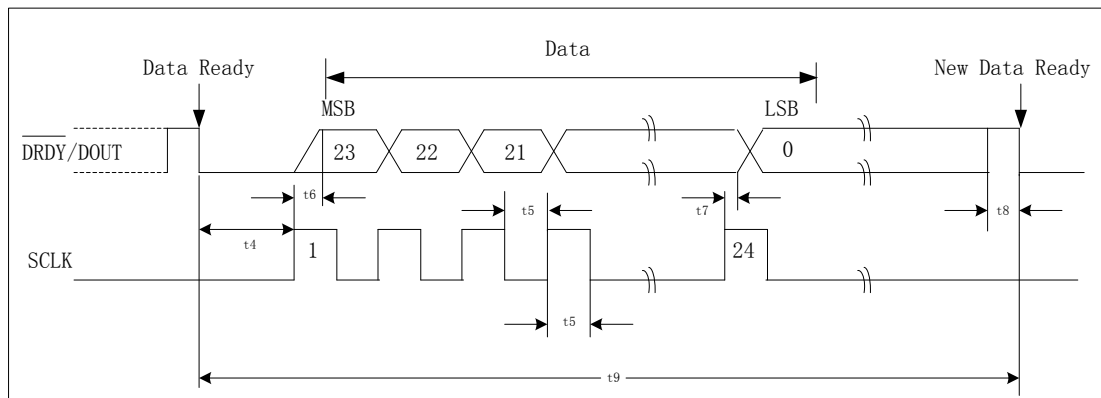 Data
Data Ready
New Data Ready
MSB
LSB
DRDY/DOUT
23
22
21
0
t6
t5
t7
t8
t4
SCLK
1
24
t5
t9